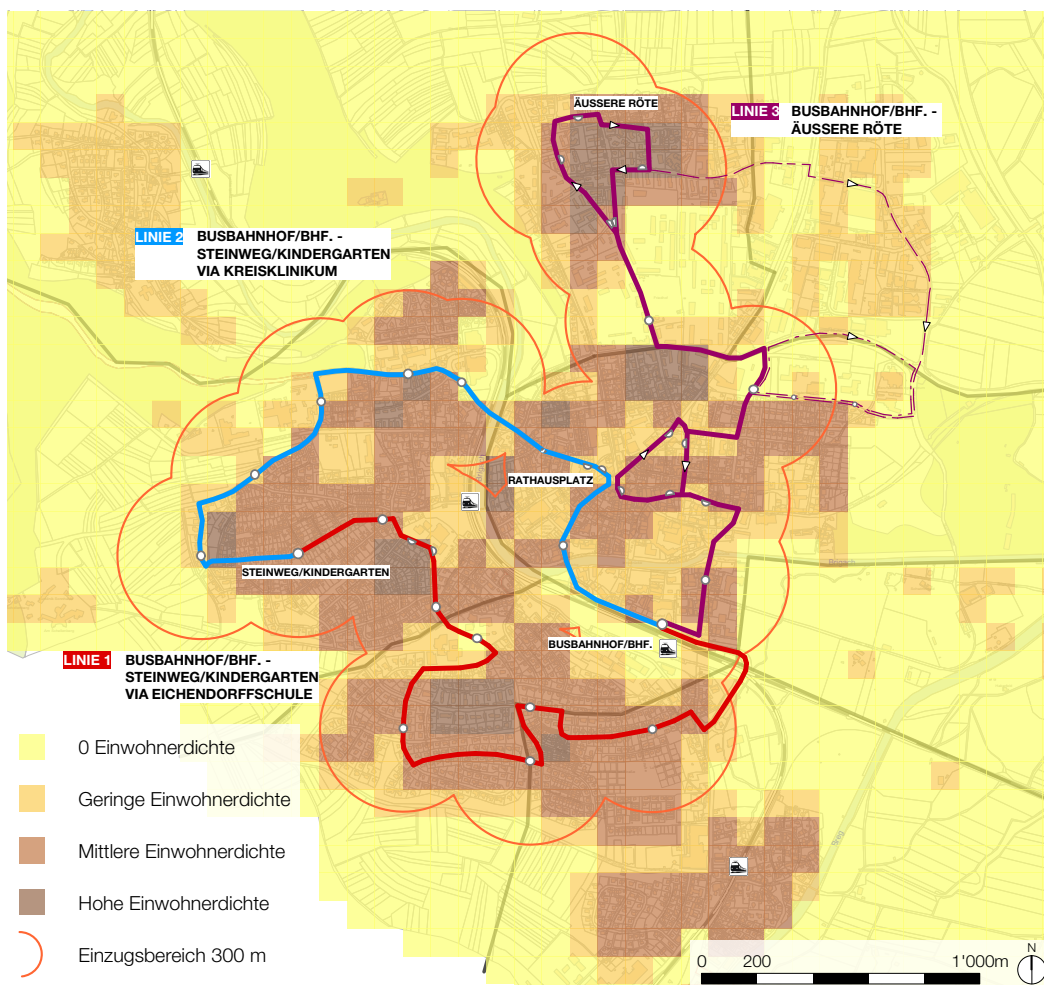 ÄUSSERE RÖTE
LINIE 3 BUSBAHNHOF/BHF. -
ÄUSSERE RÖTE
LINIE 2 BUSBAHNHOF/BHF. -
STEINWEG/KINDERGARTEN
VIA KREISKLINIKUM
RATHAUSPLATZ
STEINWEG/KINDERGARTEN
BUSBAHNHOF/BHF.
LINIE 1 BUSBAHNHOF/BHF. -
STEINWEG/KINDERGARTEN
VIA EICHENDORFFSCHULE
0 Einwohnerdichte
Geringe Einwohnerdichte
Mittlere Einwohnerdichte
Hohe Einwohnerdichte
Einzugsbereich 300 m
0 200 1'000m
N